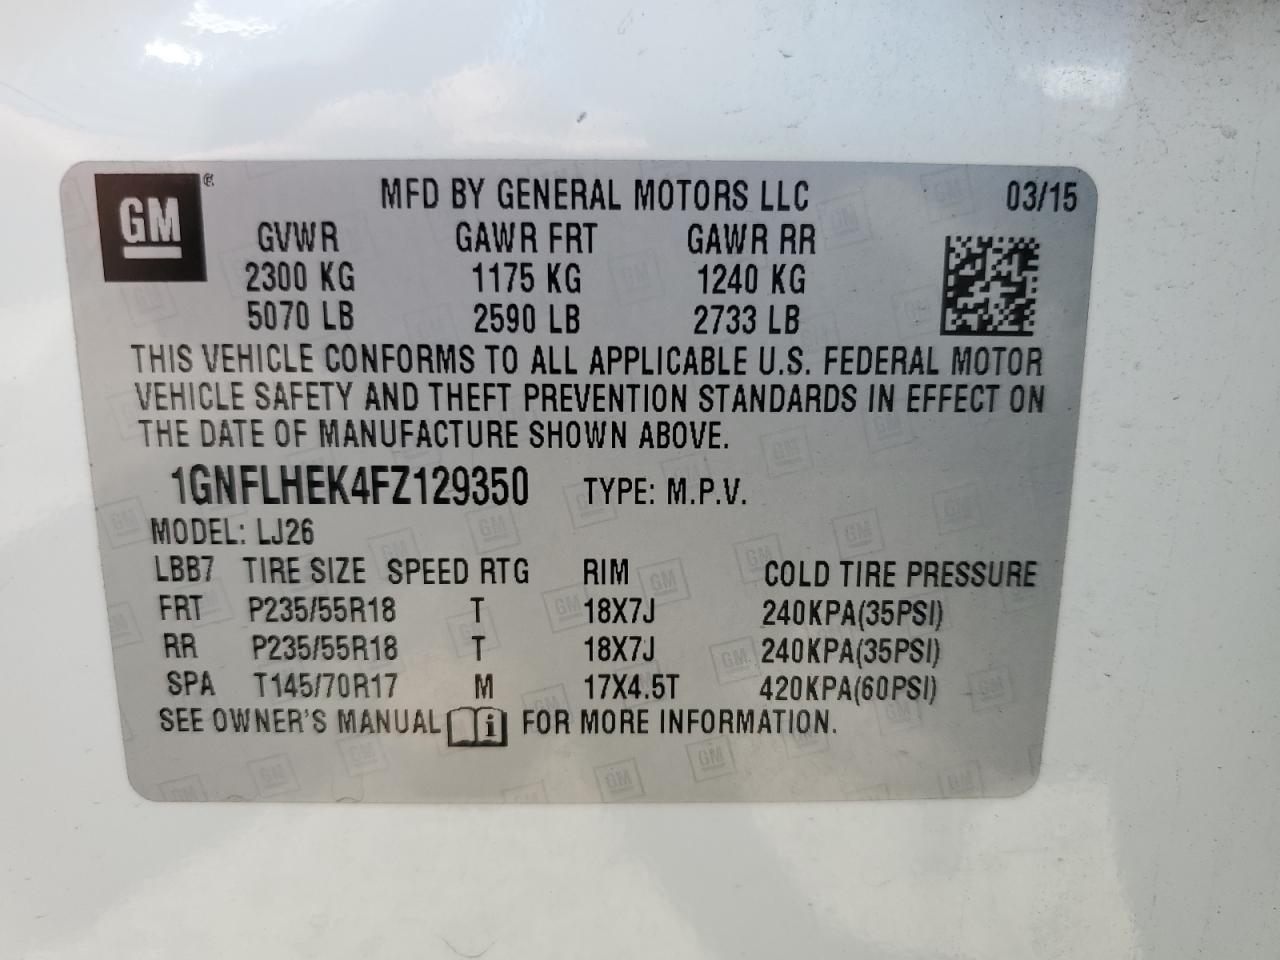 GM ® MFD BY GENERAL MOTORS LLC 03/15
GVWR GAWR FRT GAWR RR
2300 KG 1175 KG 1240 KG
5070 LB 2590 LB 2733 LB
THIS VEHICLE CONFORMS TO ALL APPLICABLE U.S. FEDERAL MOTOR
VEHICLE SAFETY AND THEFT PREVENTION STANDARDS IN EFFECT ON
THE DATE OF MANUFACTURE SHOWN ABOVE.
1GNFLHEK4FZ129350 TYPE: M.P.V.
MODEL: LJ26
LBB7 TIRE SIZE SPEED RTG RIM COLD TIRE PRESSURE
FRT P235/55R18 T 18X7J 240KPA(35PSI)
RR P235/55R18 T 18X7J 240KPA(35PSI)
SPA T145/70R17 M 17X4.5T 420KPA(60PSI)
SEE OWNER'S MANUAL i FOR MORE INFORMATION.